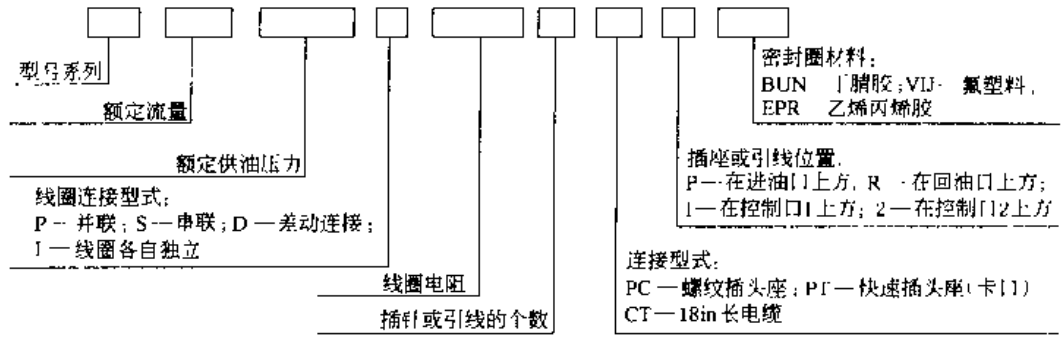 型号系列
额定流量
额定供油压力
线圈连接型式:
P— 并联; S—串联; D —差动连接;
I —线圈各自独立
线圈电阻
插针或引线的个数
密封圈材料:
BUN 丁腈胶; 氟塑料,
EPR 乙烯丙烯胶
插座或引线位置.
P—在进油口上方, R —在回油口上方;
1—在控制口1上方; 2—在控制口2上方
连接型式:
PC —螺纹插头座; PT—快速插头座(卡口)
CT—18in 长电缆